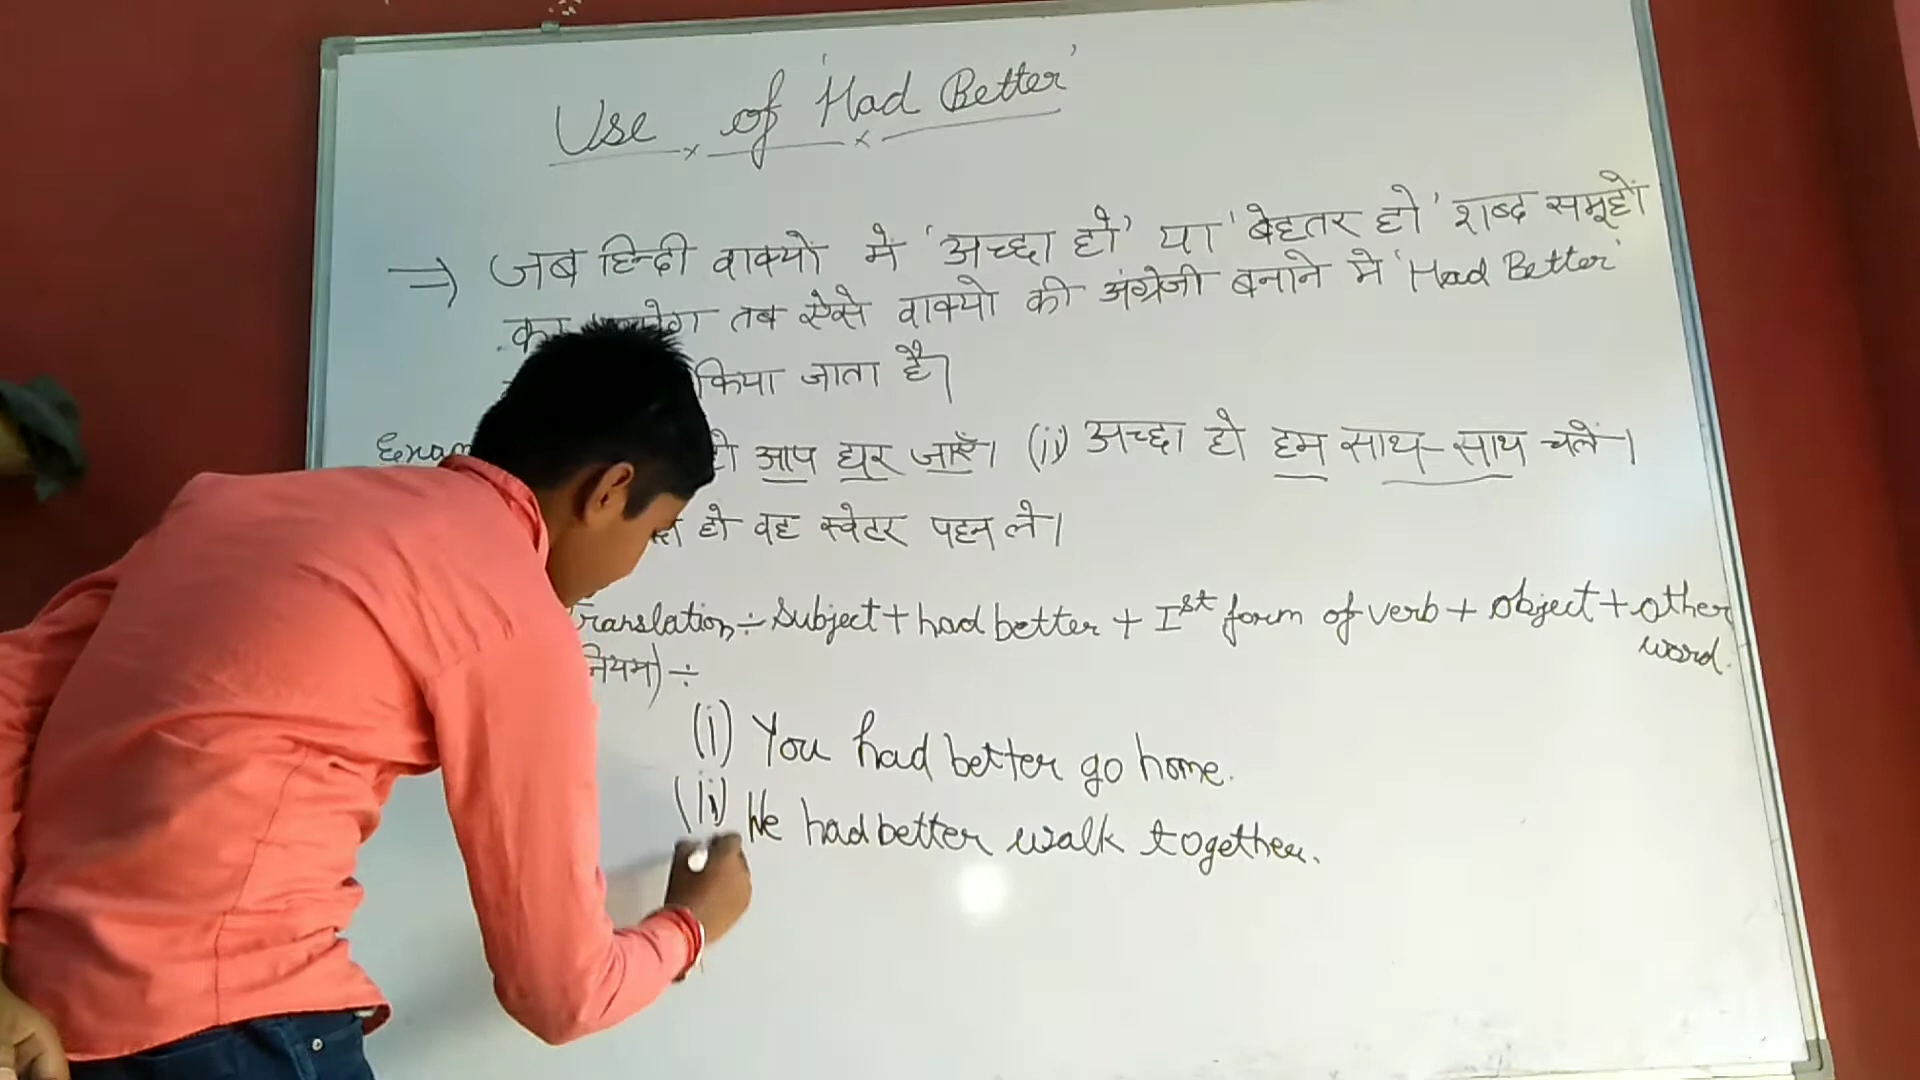 Use of 'Had Better'
⇒ जब हिन्दी वाक्यों मे 'अच्छा हो' या 'बेहतर हो' शब्द समूहों
का तब ऐसे वाक्यो की अंग्रेजी बनाने मे 'Had Better'
किया जाता है।
आप घर जाएँ। (ii) अच्छा हो हम साथ-साथ चलें।
हो वह स्वेटर पहन ले।
Translation÷ Subject + had better + Ist form of verb + object + other
word.
नियम) ÷
(i) You had better go home.
(ii) We had better walk together.